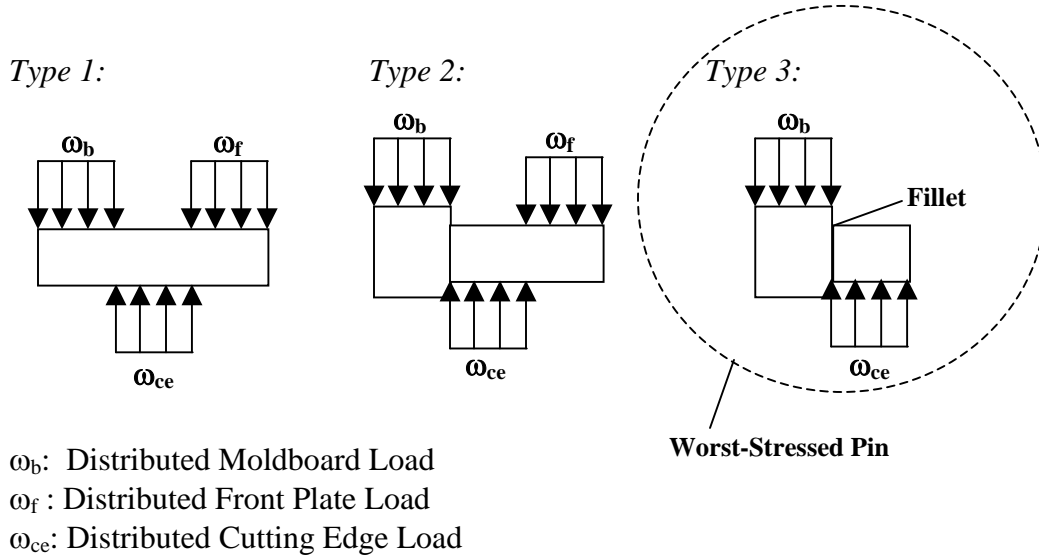 Type 1:
Type 2:
Type 3:
ωb
ωf
ωb
ωf
ωb
Fillet
ωce
ωce
ωce
Worst-Stressed Pin
ωb: Distributed Moldboard Load
ωf : Distributed Front Plate Load
ωce: Distributed Cutting Edge Load